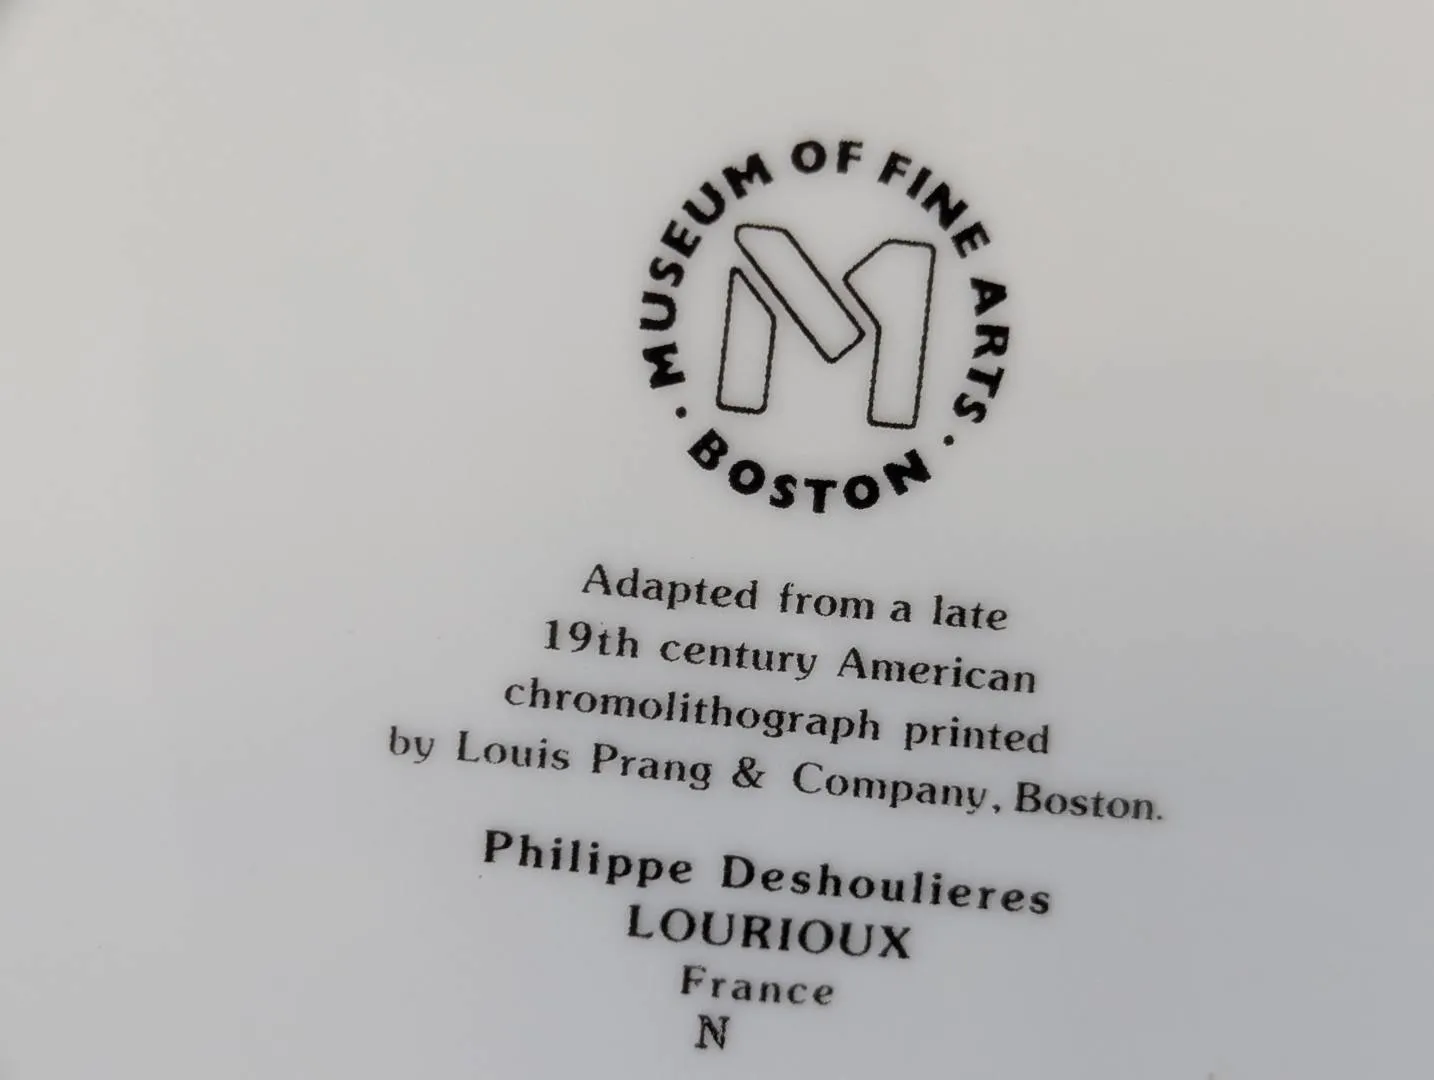 MUSEUM OF FINE ARTS · BOSTON ·
M
Adapted from a late
19th century American
chromolithograph printed
by Louis Prang & Company, Boston.
Philippe Deshoulieres
LOURIOUX
France
N